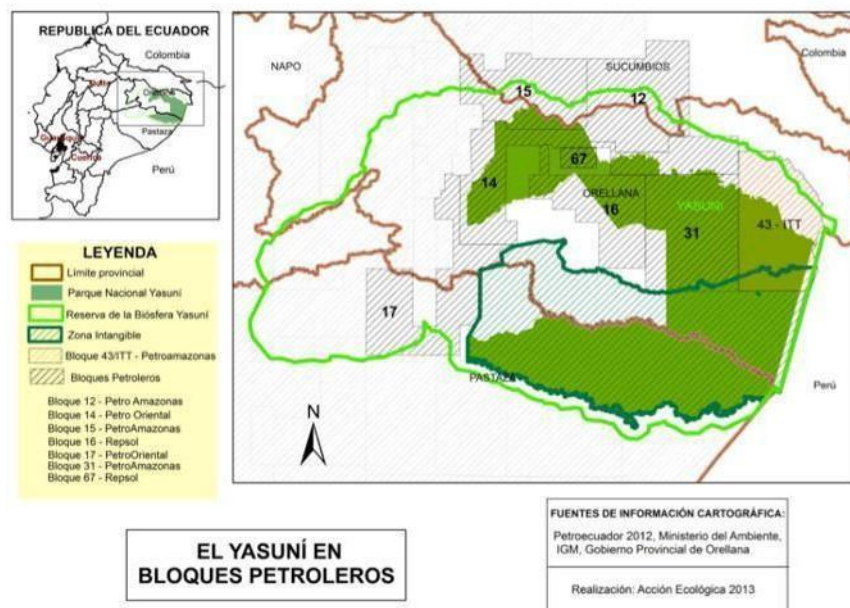 REPUBLICA DEL ECUADOR
Colombia
Quito
Orellana
Pastaza
Guayaquil
Cuenca
Perú
NAPO
SUCUMBIOS
Colombia
15
12
67
14
ORELLANA
16
YASUNÍ
31
43 - ITT
17
PASTAZA
Perú
N
LEYENDA
Límite provincial
Parque Nacional Yasuní
Reserva de la Biósfera Yasuní
Zona Intangible
Bloque 43/ITT - Petroamazonas
Bloques Petroleros
Bloque 12 - Petro Amazonas
Bloque 14 - Petro Oriental
Bloque 15 - PetroAmazonas
Bloque 16 - Repsol
Bloque 17 - PetroOriental
Bloque 31 - PetroAmazonas
Bloque 67 - Repsol
EL YASUNÍ EN
BLOQUES PETROLEROS
FUENTES DE INFORMACIÓN CARTOGRÁFICA:
Petroecuador 2012, Ministerio del Ambiente,
IGM, Gobierno Provincial de Orellana
Realización: Acción Ecológica 2013